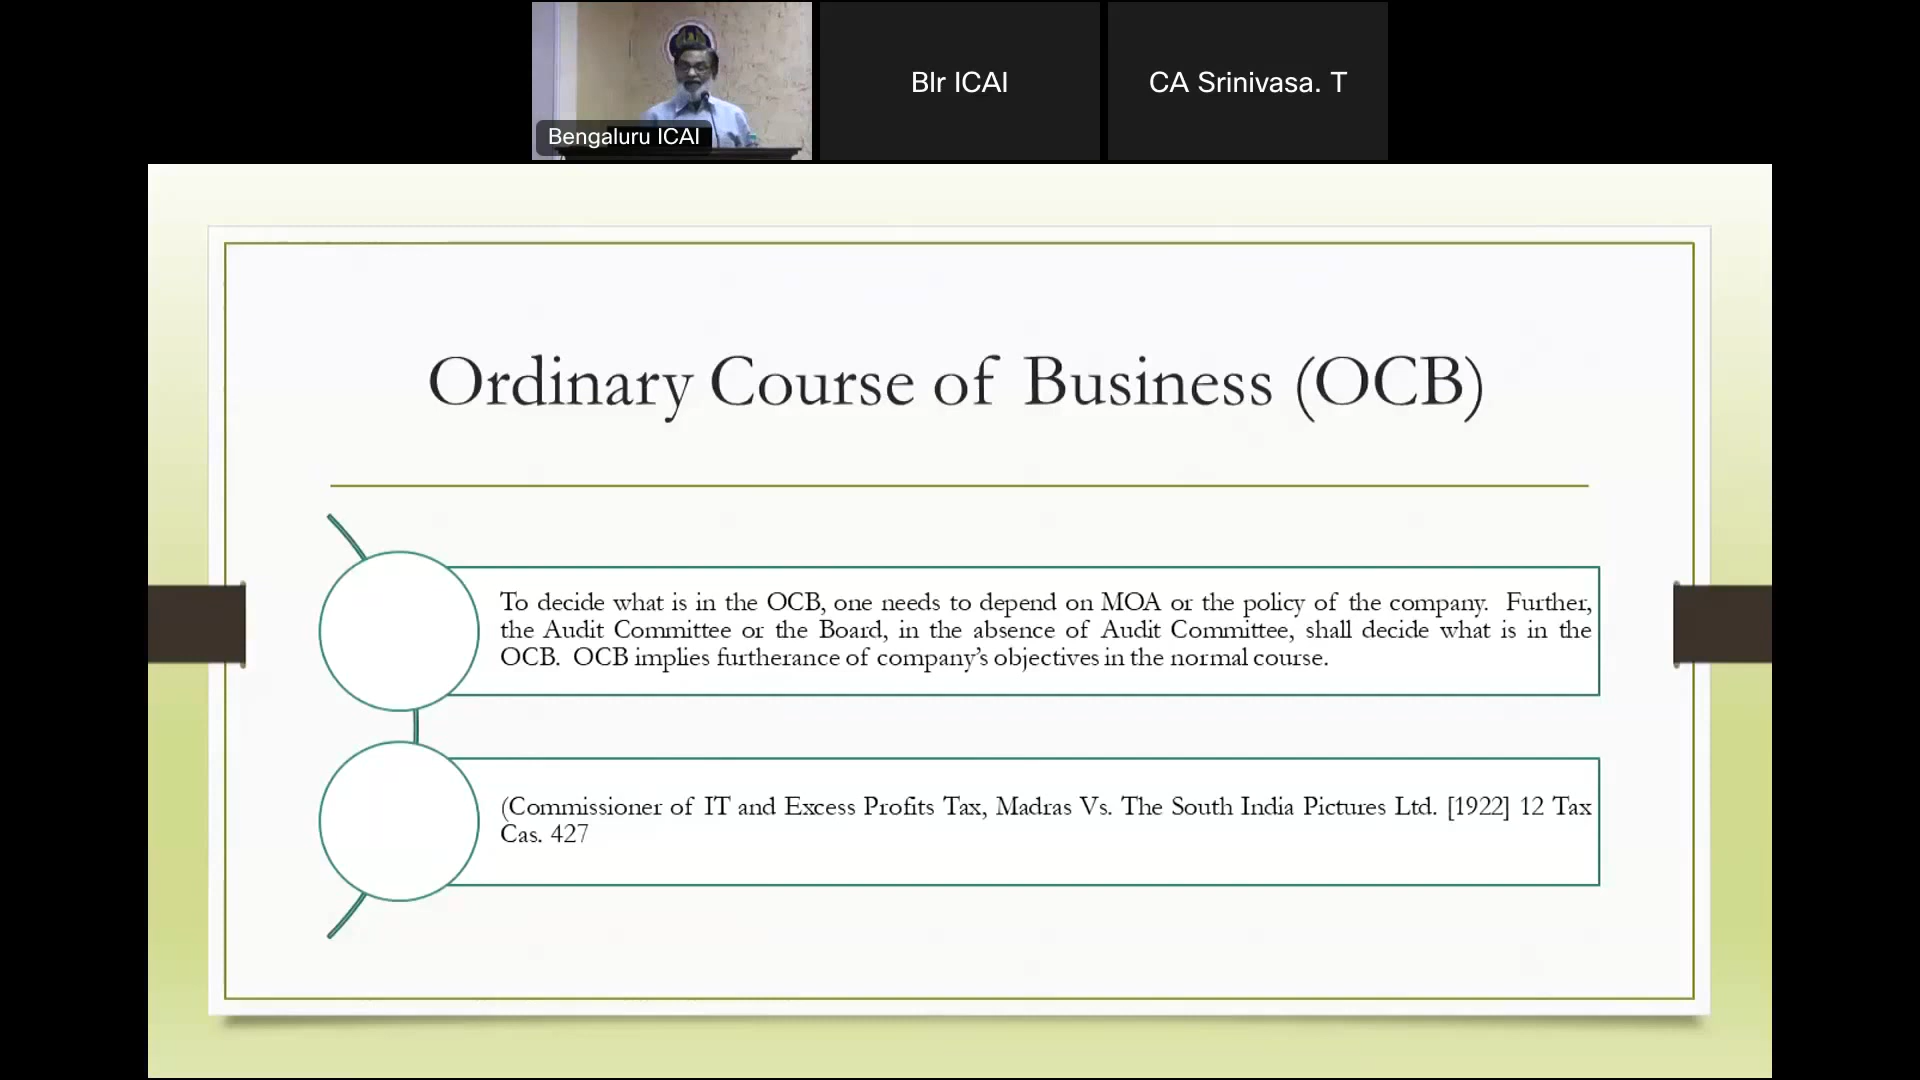 Bengaluru ICAI
Blr ICAI
CA Srinivasa. T
Ordinary Course of Business (OCB)
To decide what is in the OCB, one needs to depend on MOA or the policy of the company. Further,
the Audit Committee or the Board, in the absence of Audit Committee, shall decide what is in the
OCB. OCB implies furtherance of company's objectives in the normal course.
(Commissioner of IT and Excess Profits Tax, Madras Vs. The South India Pictures Ltd. [1922] 12 Tax
Cas. 427